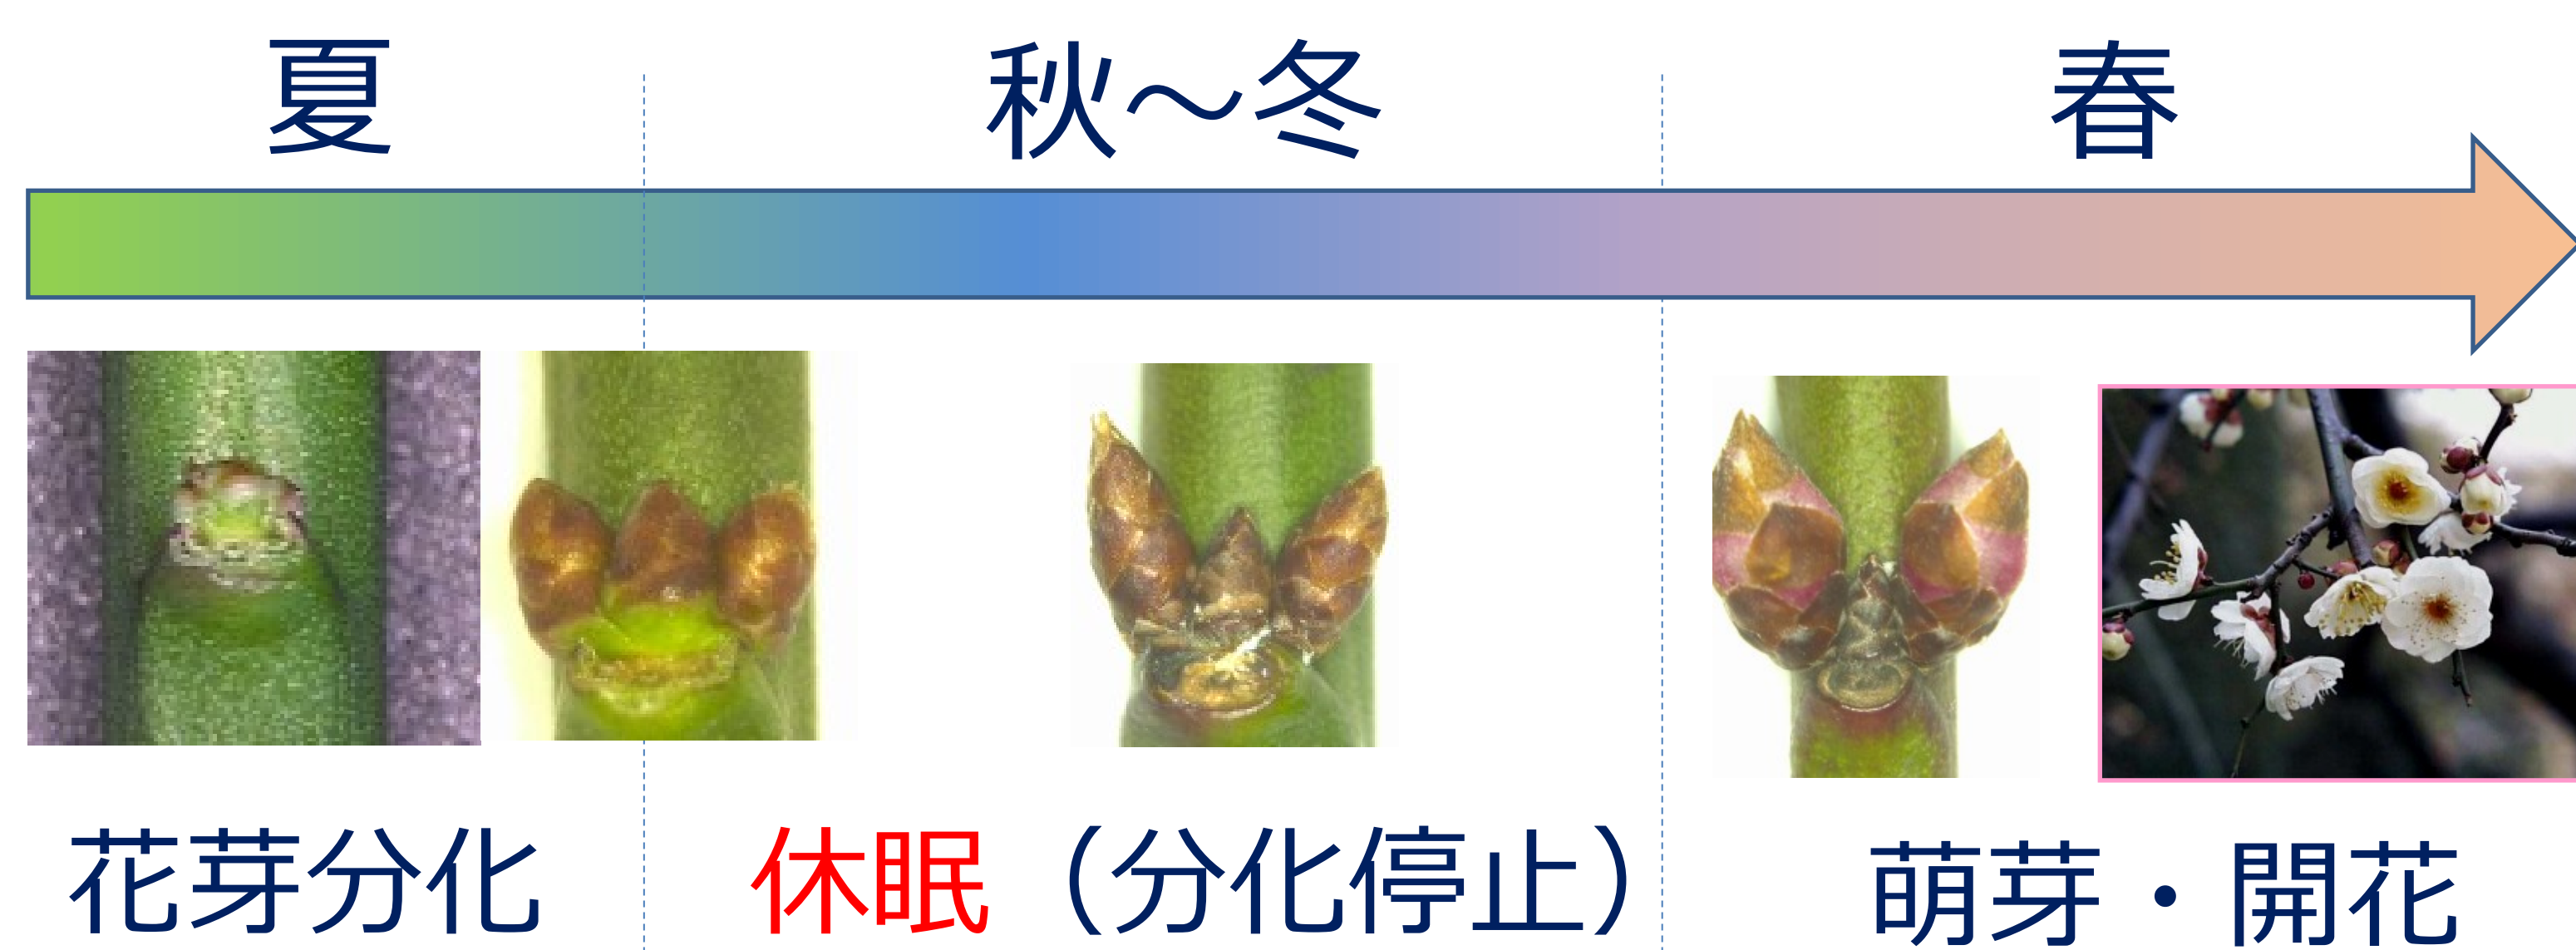 夏
秋～冬
春
花芽分化
休眠（分化停止）
萌芽・開花